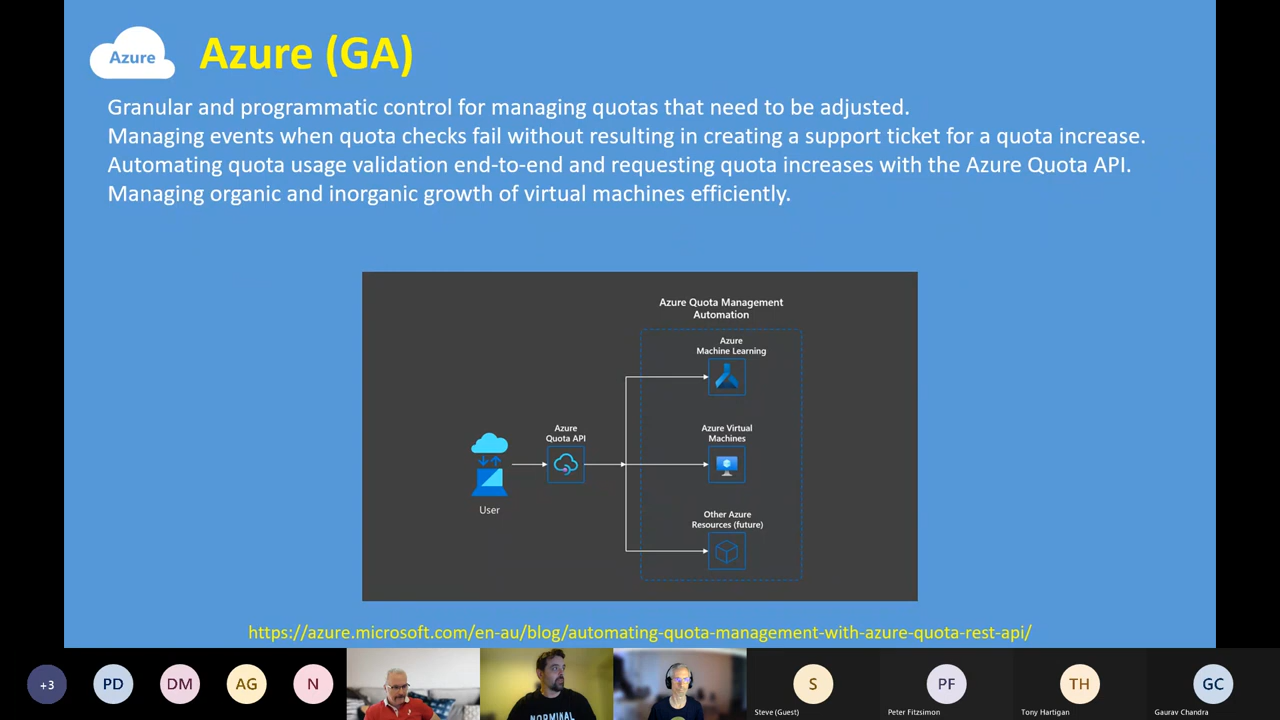 Azure
Azure (GA)
Granular and programmatic control for managing quotas that need to be adjusted.
Managing events when quota checks fail without resulting in creating a support ticket for a quota increase.
Automating quota usage validation end-to-end and requesting quota increases with the Azure Quota API.
Managing organic and inorganic growth of virtual machines efficiently.
Azure Quota Management
Automation
Azure
Machine Learning
Azure
Quota API
Azure Virtual
Machines
User
Other Azure
Resources (future)
https://azure.microsoft.com/en-au/blog/automating-quota-management-with-azure-quota-rest-api/
+3
PD
DM
AG
N
NORMINAL
S
PF
TH
GC
Steve (Guest)
Peter Fitzsimon
Tony Hartigan
Gaurav Chandra